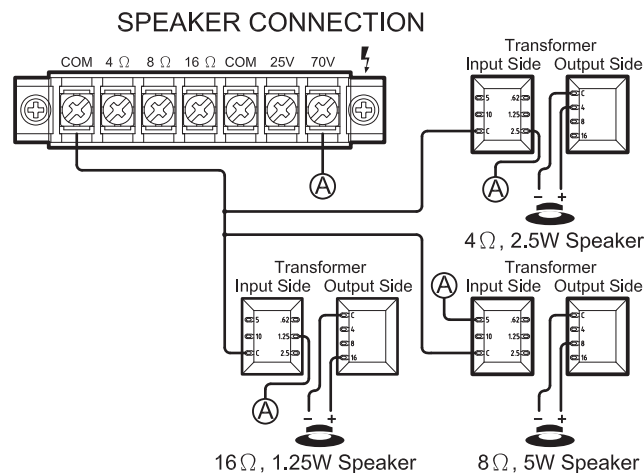 SPEAKER CONNECTION
COM 4 Ω 8 Ω 16 Ω COM 25V 70V
A
Transformer
Input Side Output Side
5 .62
10 1.25
C 2.5
C
4
8
16
A
– +
4Ω, 2.5W Speaker
Transformer
Input Side Output Side
5 .62
10 1.25
C 2.5
C
4
8
16
A
– +
16Ω, 1.25W Speaker
Transformer
A Input Side Output Side
5 .62
10 1.25
C 2.5
C
4
8
16
– +
8Ω, 5W Speaker